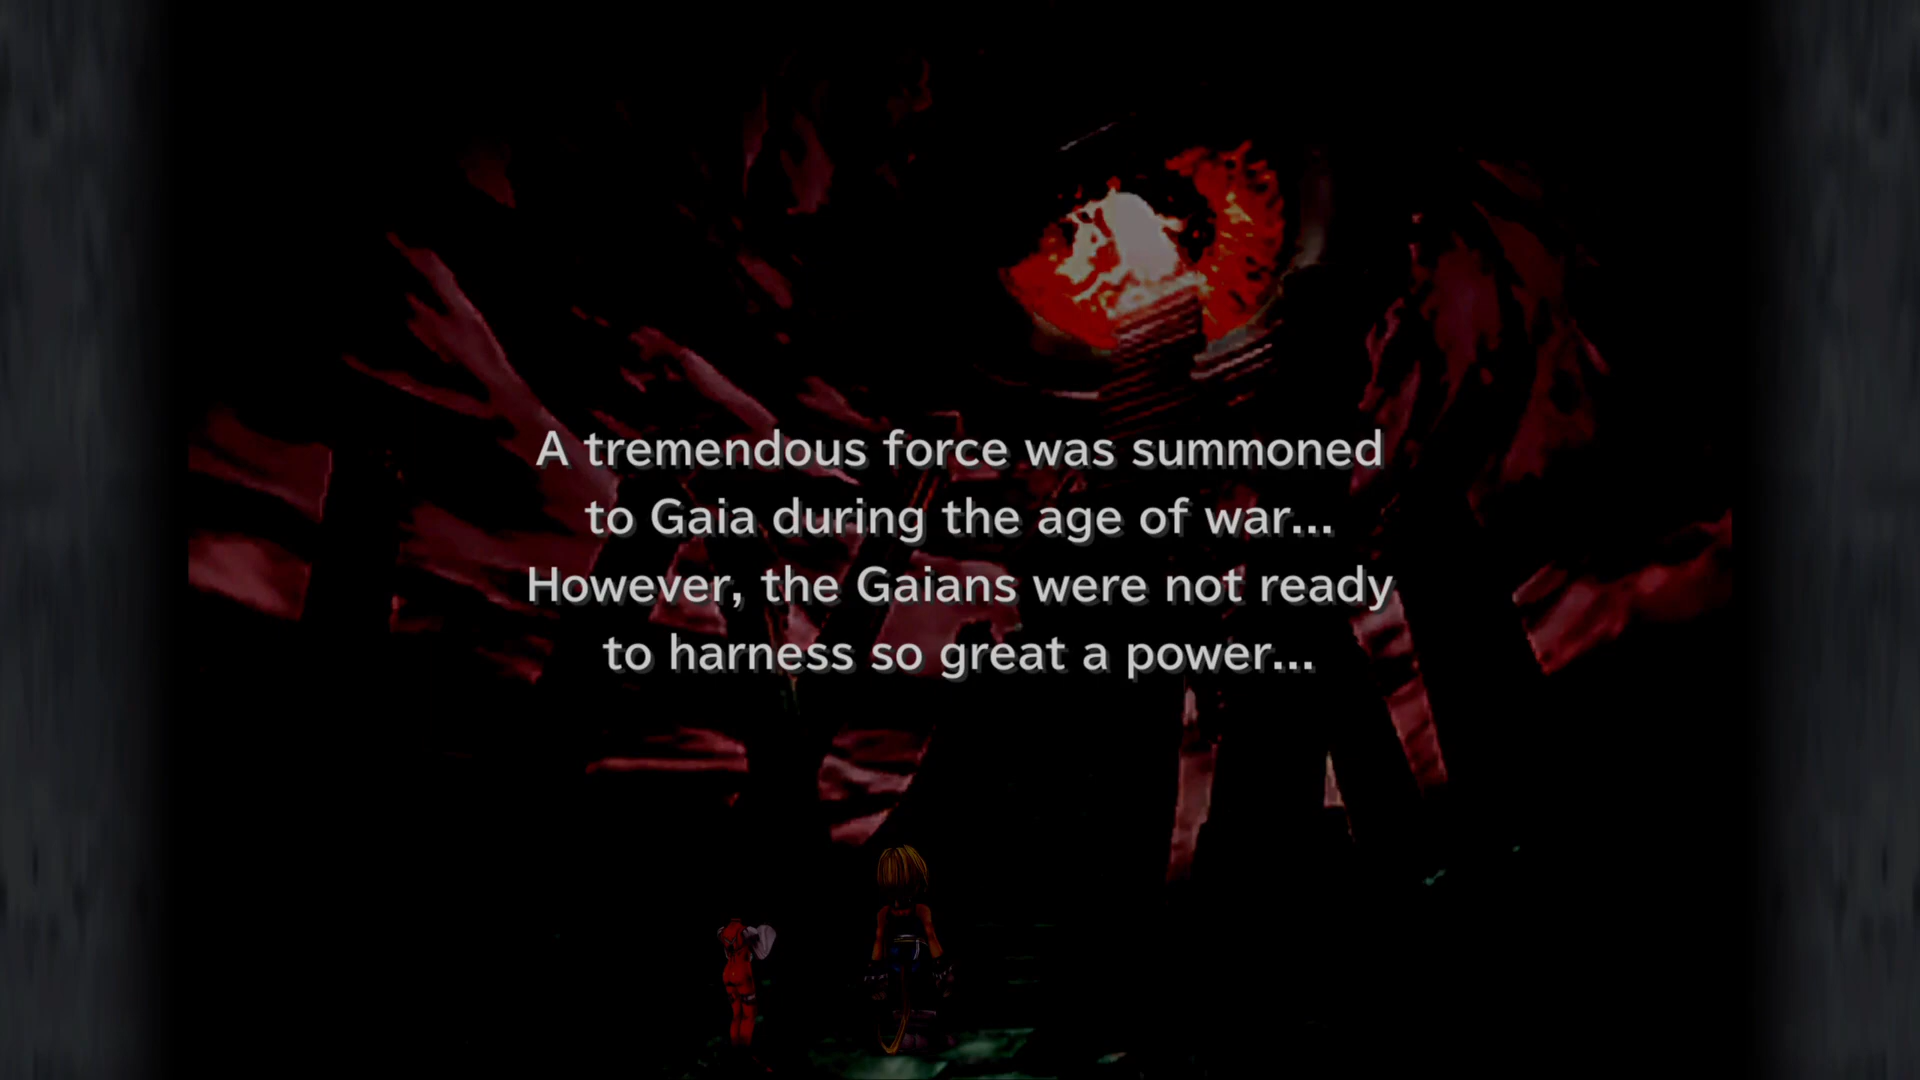 A tremendous force was summoned
to Gaia during the age of war...
However, the Gaians were not ready
to harness so great a power...